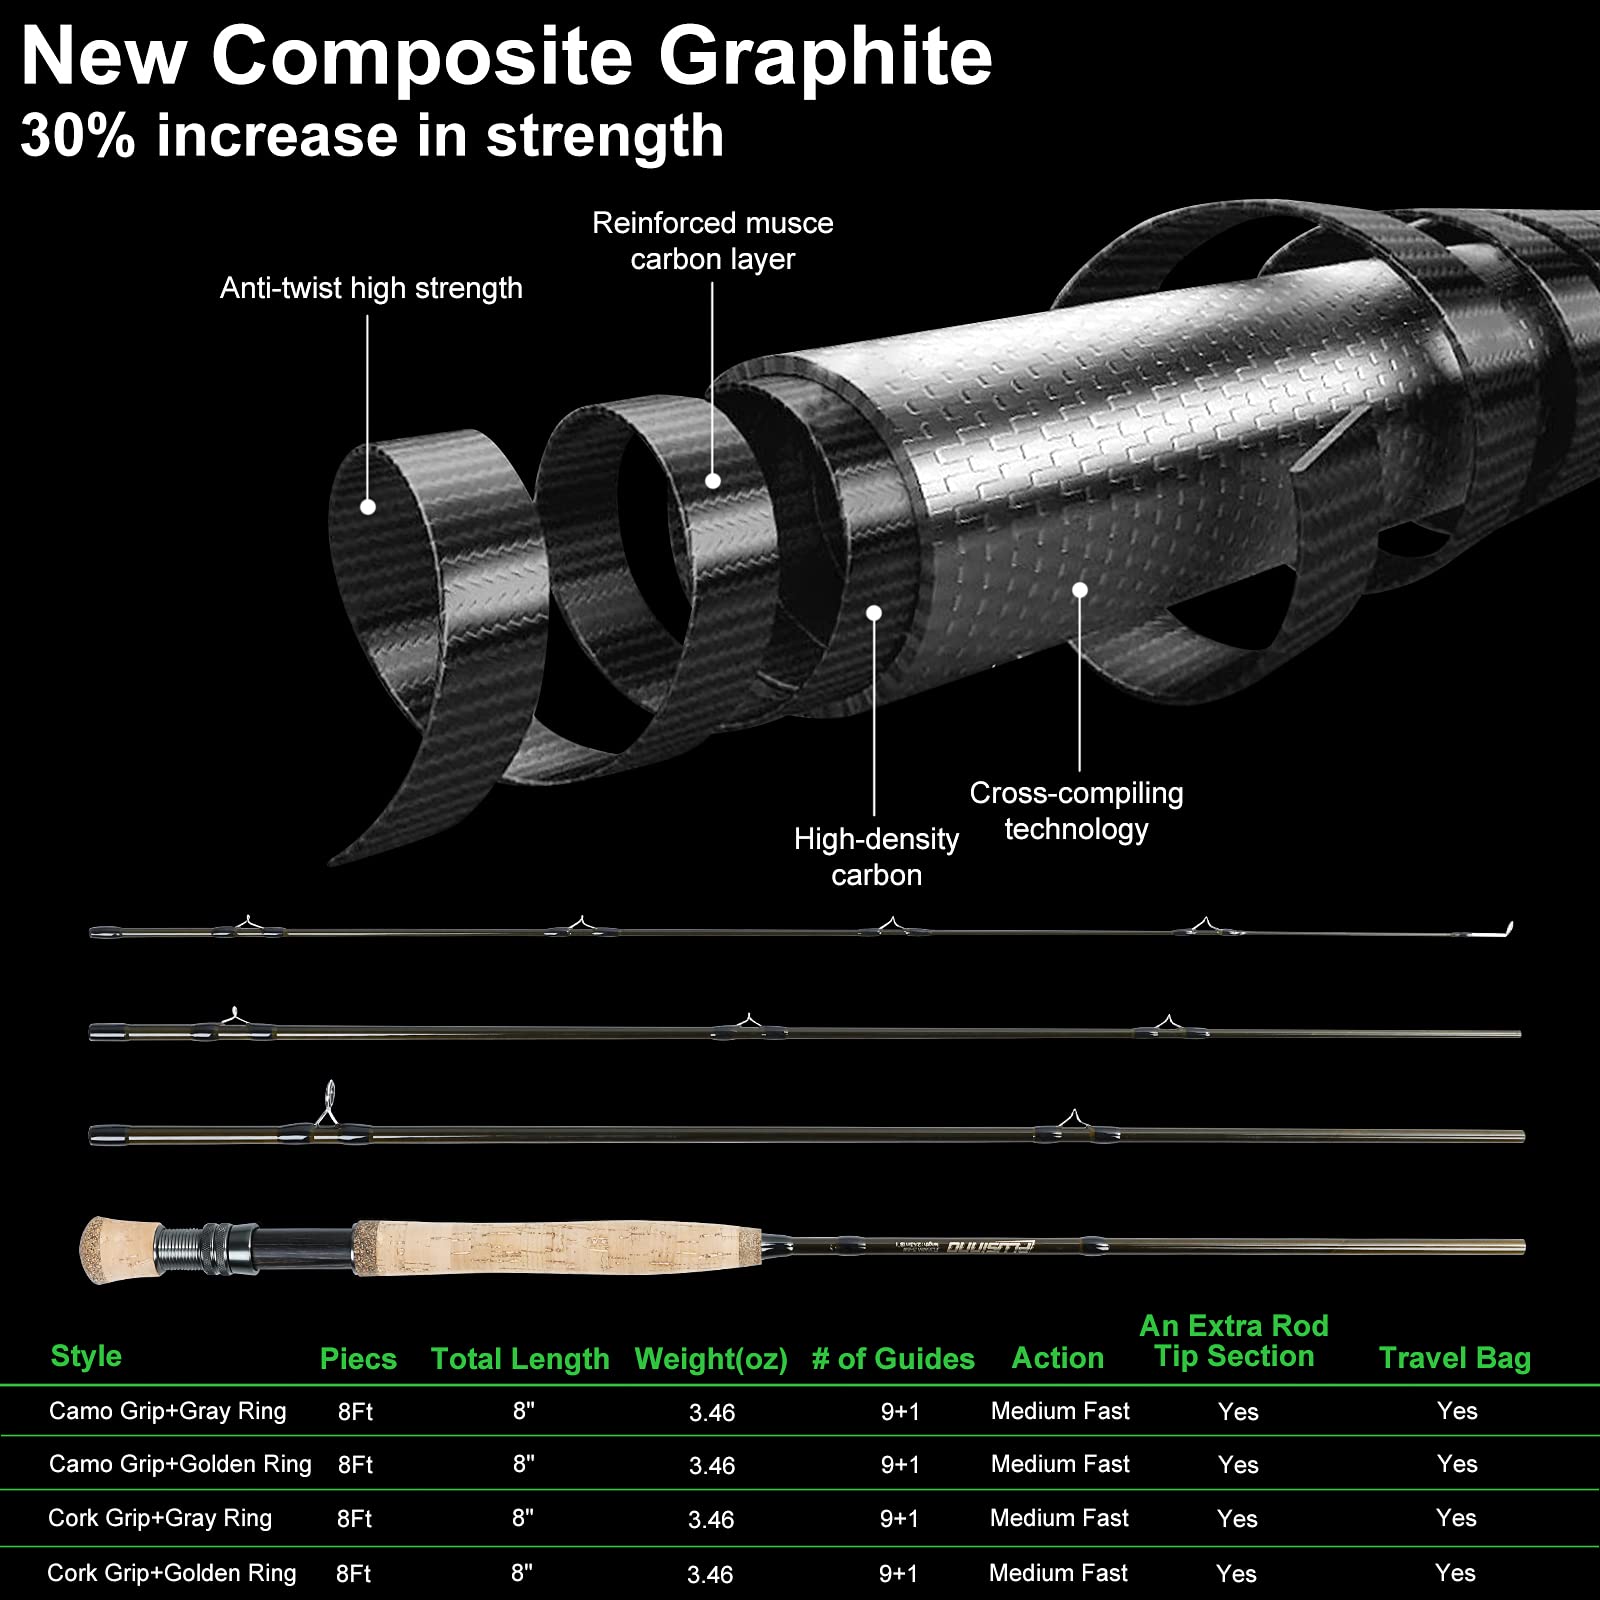 New Composite Graphite
30% increase in strength
Reinforced musce
carbon layer
Anti-twist high strength
Cross-compiling
technology
High-density
carbon
An Extra Rod
Style Piecs Total Length Weight(oz) # of Guides Action Tip Section Travel Bag
Camo Grip+Gray Ring 8Ft 8" 3.46 9+1 Medium Fast Yes Yes
Camo Grip+Golden Ring 8Ft 8" 3.46 9+1 Medium Fast Yes Yes
Cork Grip+Gray Ring 8Ft 8" 3.46 9+1 Medium Fast Yes Yes
Cork Grip+Golden Ring 8Ft 8" 3.46 9+1 Medium Fast Yes Yes